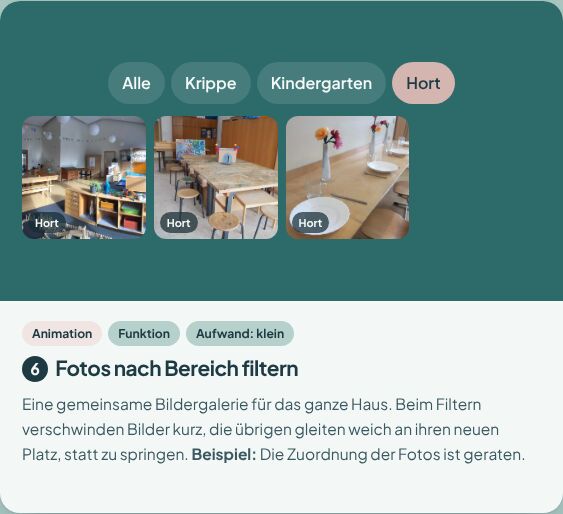 Alle Krippe Kindergarten Hort
Hort Hort Hort
Animation Funktion Aufwand: klein
6 Fotos nach Bereich filtern
Eine gemeinsame Bildergalerie für das ganze Haus. Beim Filtern
verschwinden Bilder kurz, die übrigen gleiten weich an ihren neuen
Platz, statt zu springen. Beispiel: Die Zuordnung der Fotos ist geraten.